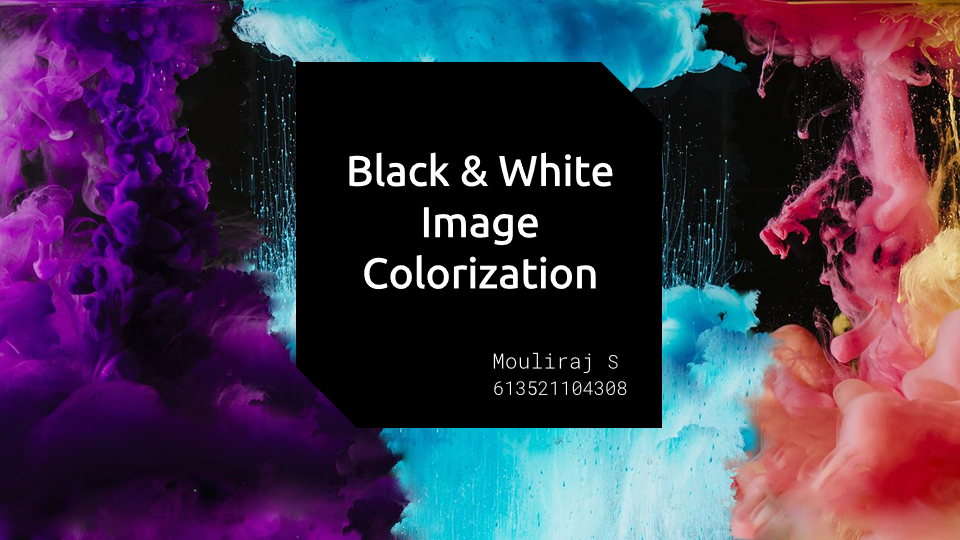 Black & White
Image
Colorization
Mouliraj S
613521104308